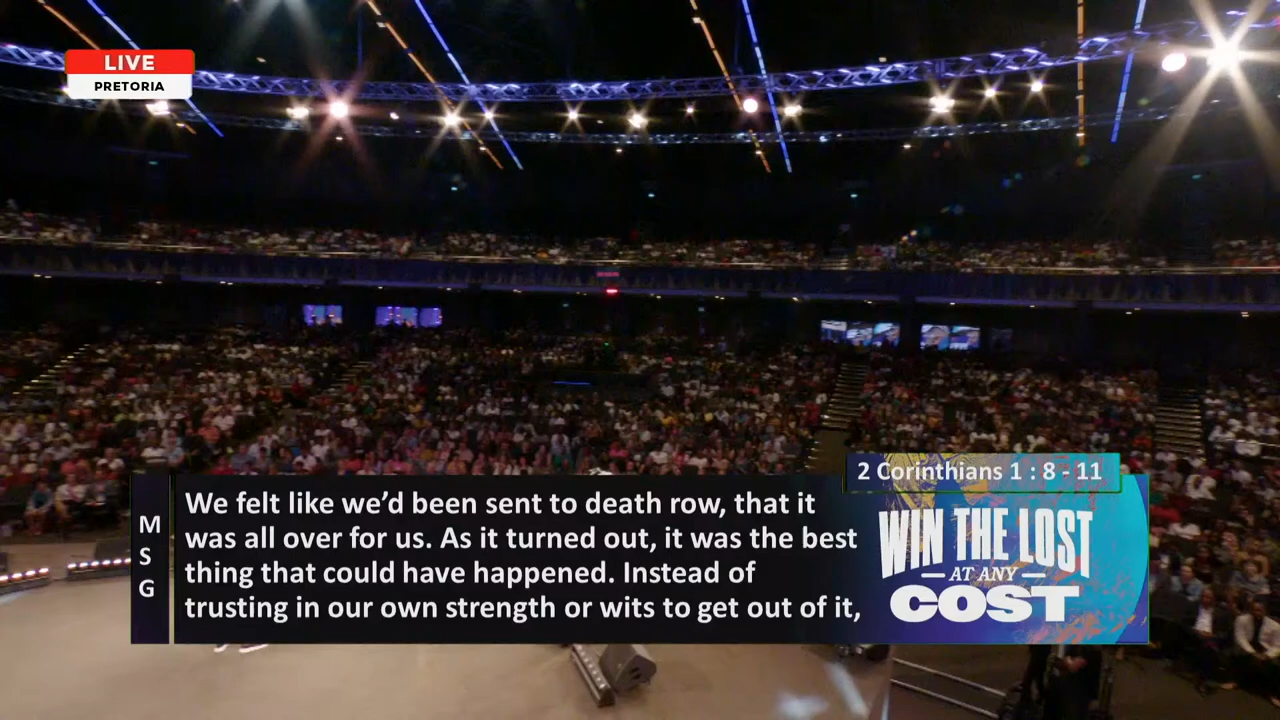 LIVE
PRETORIA
2 Corinthians 1 : 8 - 11
M
S
G
We felt like we’d been sent to death row, that it
was all over for us. As it turned out, it was the best
thing that could have happened. Instead of
trusting in our own strength or wits to get out of it,
WIN THE LOST
AT ANY
COST